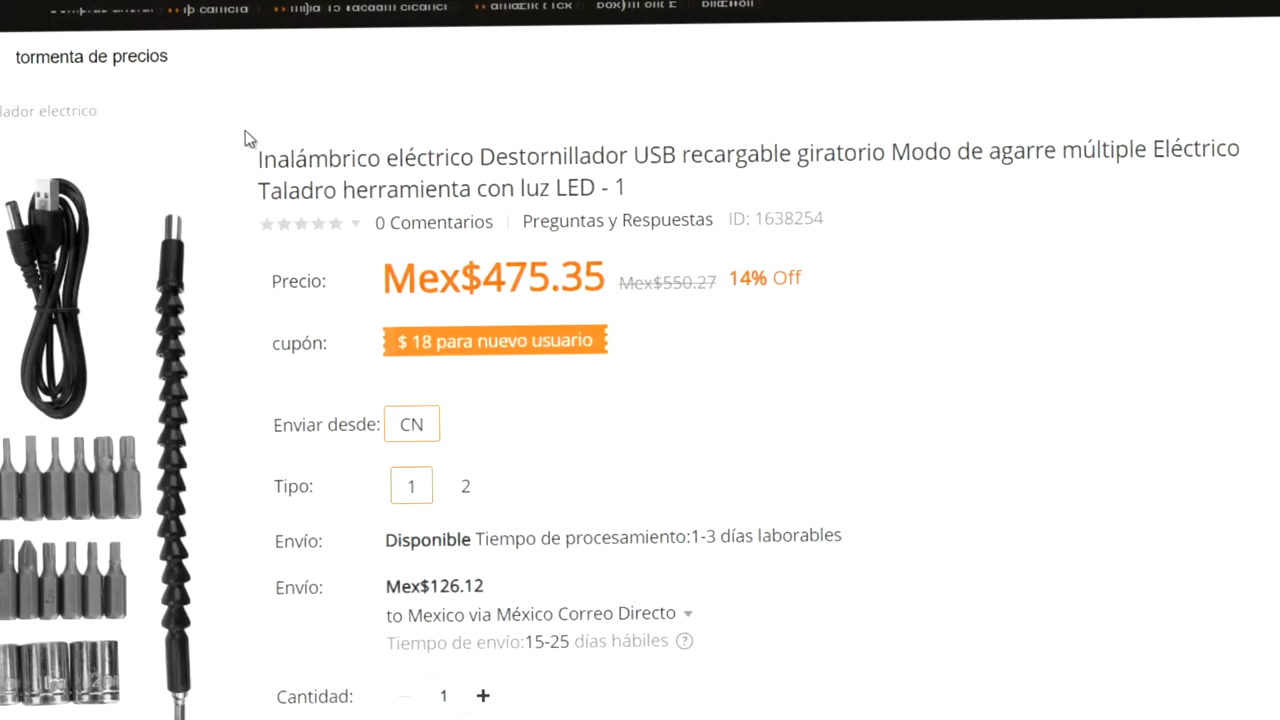 tormenta de precios
lador electrico
Inalámbrico eléctrico Destornillador USB recargable giratorio Modo de agarre múltiple Eléctrico
Taladro herramienta con luz LED - 1
0 Comentarios Preguntas y Respuestas ID: 1638254
Precio: Mex$475.35 Mex$550.27 14% Off
cupón: $ 18 para nuevo usuario
Enviar desde: CN
Tipo: 1 2
Envío: Disponible Tiempo de procesamiento:1-3 días laborables
Envío: Mex$126.12
to Mexico via México Correo Directo
Tiempo de envío:15-25 días hábiles ?
Cantidad: — 1 +